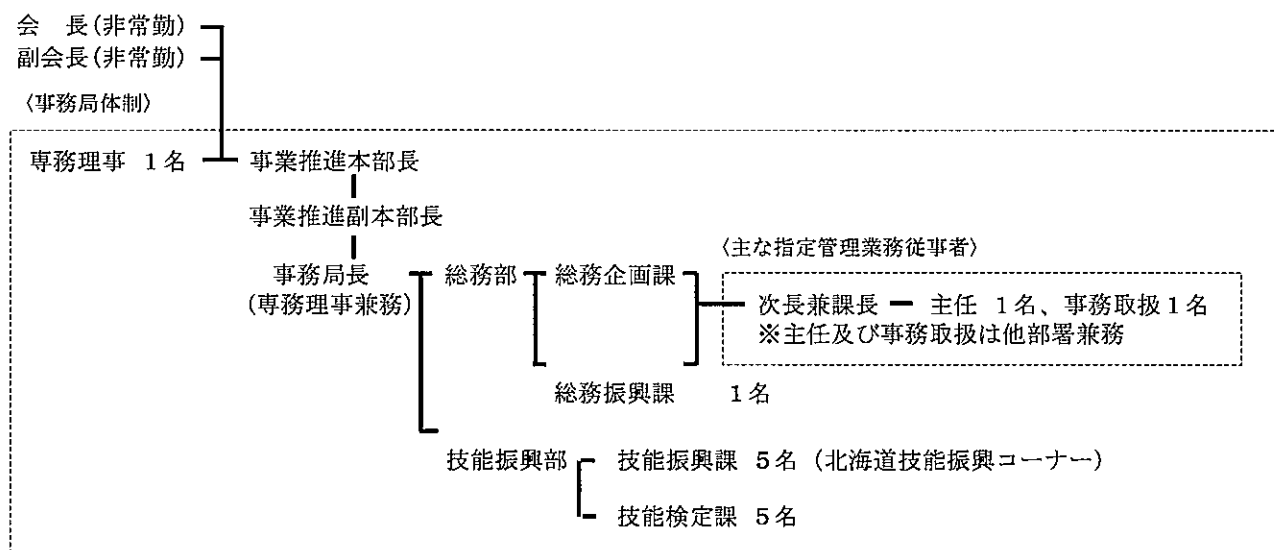 会　長(非常勤)
副会長(非常勤)
〈事務局体制〉
専務理事 1名 事業推進本部長
事業推進副本部長
〈主な指定管理業務従事者〉
事務局長 総務部 総務企画課
(専務理事兼務)
次長兼課長 主任 1名、事務取扱1名
※主任及び事務取扱は他部署兼務
総務振興課 1名
技能振興部 技能振興課 5名 (北海道技能振興コーナー)
技能検定課 5名